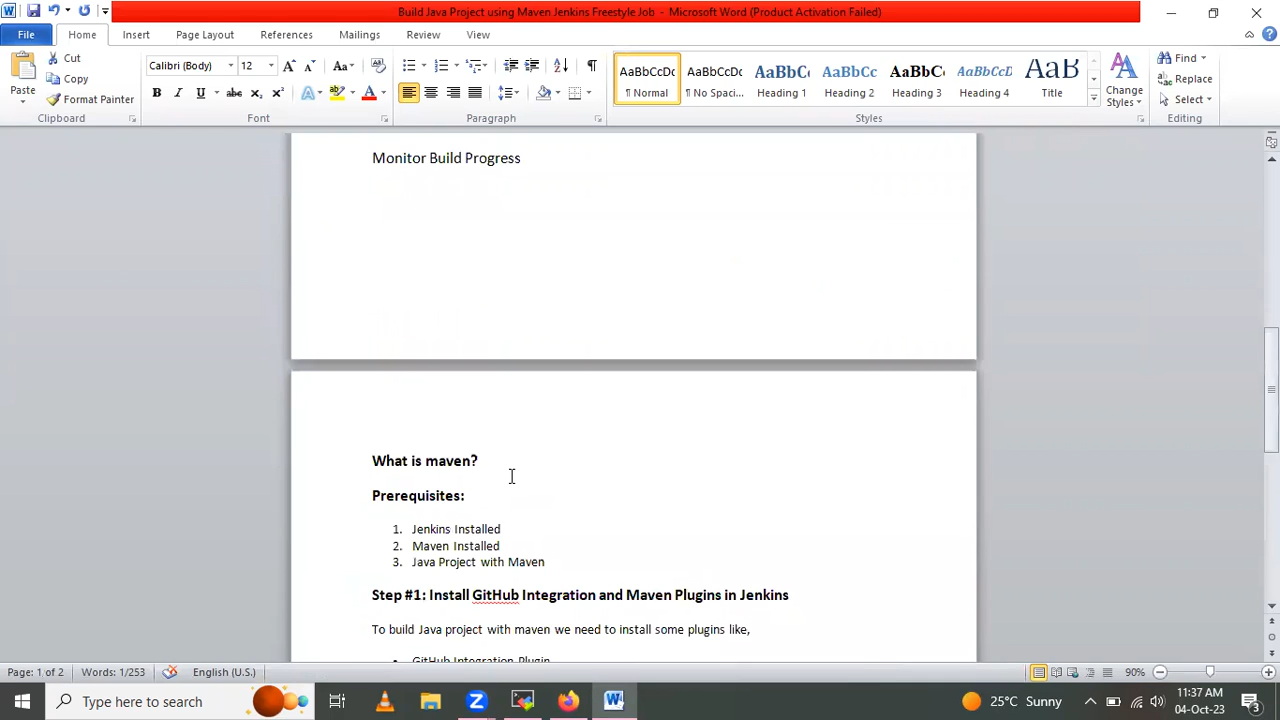 Build Java Project using Maven Jenkins Freestyle Job - Microsoft Word (Product Activation Failed)
File Home Insert Page Layout References Mailings Review View
Paste
Cut
Copy
Format Painter
Clipboard
Calibri (Body) 12
Font
Paragraph
AaBbCcDc ¶ Normal
AaBbCcDc ¶ No Spaci...
AaBbCc Heading 1
AaBbCc Heading 2
AaBbCc Heading 3
AaBbCcD Heading 4
AaBb Title
Change Styles
Styles
Find
Replace
Select
Editing
Monitor Build Progress
What is maven?
Prerequisites:
1. Jenkins Installed
2. Maven Installed
3. Java Project with Maven
Step #1: Install GitHub Integration and Maven Plugins in Jenkins
To build Java project with maven we need to install some plugins like,
• GitHub Integration Plugin
Page: 1 of 2 Words: 1/253 English (U.S.) 90%
Type here to search
25°C Sunny
11:37 AM
04-Oct-23
3